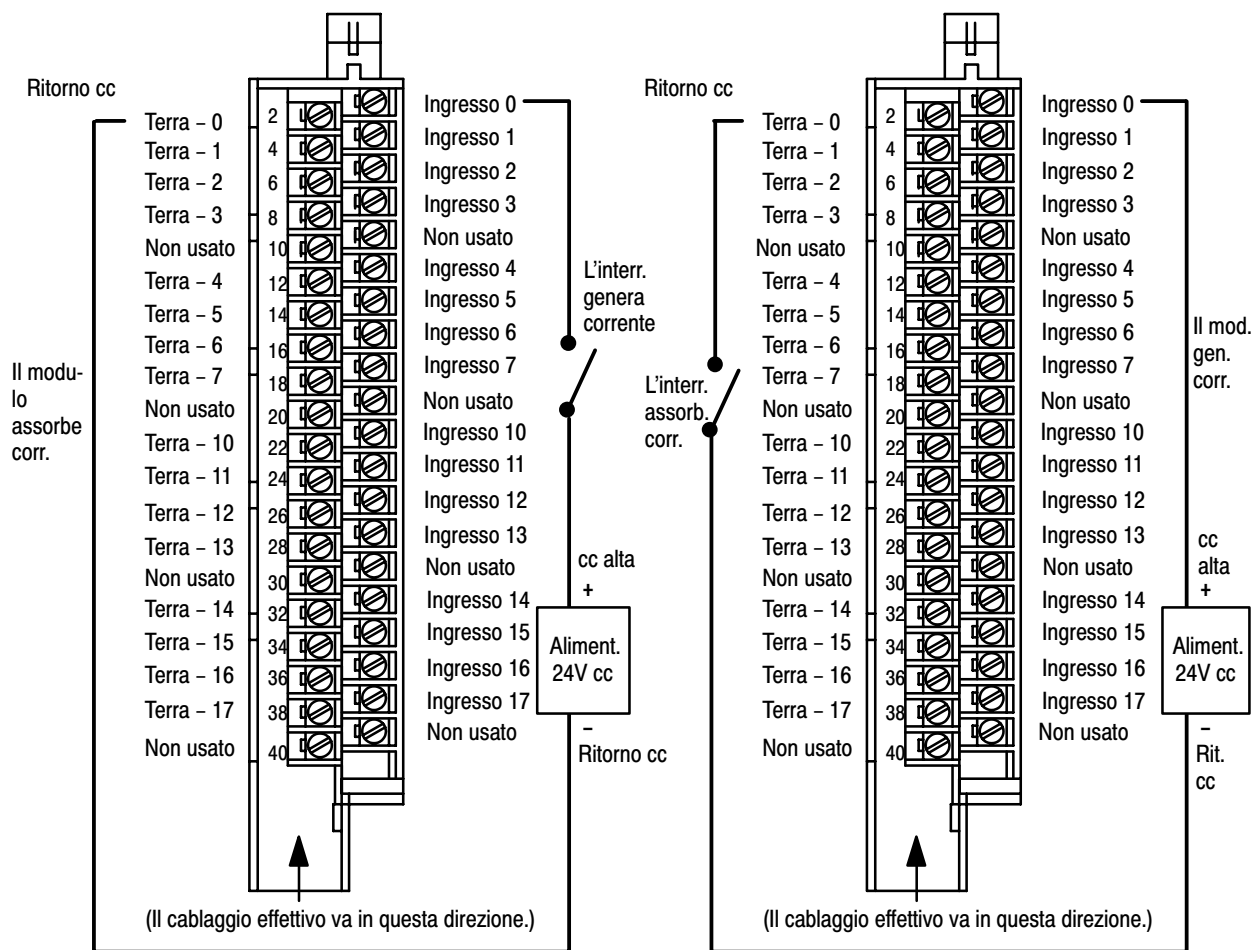 Ritorno cc
Terra – 0
Terra – 1
Terra – 2
Terra – 3
Non usato
Terra – 4
Terra – 5
Terra – 6
Terra – 7
Non usato
Terra – 10
Terra – 11
Terra – 12
Terra – 13
Non usato
Terra – 14
Terra – 15
Terra – 16
Terra – 17
Non usato
Il modu-
lo
assorbe
corr.
2
4
6
8
10
12
14
16
18
20
22
24
26
28
30
32
34
36
38
40
Ingresso 0
Ingresso 1
Ingresso 2
Ingresso 3
Non usato
Ingresso 4
Ingresso 5
Ingresso 6
Ingresso 7
Non usato
Ingresso 10
Ingresso 11
Ingresso 12
Ingresso 13
Non usato
Ingresso 14
Ingresso 15
Ingresso 16
Ingresso 17
Non usato
L'interr.
genera
corrente
cc alta
+
Aliment.
24V cc
–
Ritorno cc
(Il cablaggio effettivo va in questa direzione.)
Ritorno cc
Terra – 0
Terra – 1
Terra – 2
Terra – 3
Non usato
Terra – 4
Terra – 5
Terra – 6
Terra – 7
Non usato
Terra – 10
Terra – 11
Terra – 12
Terra – 13
Non usato
Terra – 14
Terra – 15
Terra – 16
Terra – 17
Non usato
L'interr.
assorb.
corr.
2
4
6
8
10
12
14
16
18
20
22
24
26
28
30
32
34
36
38
40
Ingresso 0
Ingresso 1
Ingresso 2
Ingresso 3
Non usato
Ingresso 4
Ingresso 5
Ingresso 6
Ingresso 7
Non usato
Ingresso 10
Ingresso 11
Ingresso 12
Ingresso 13
Non usato
Ingresso 14
Ingresso 15
Ingresso 16
Ingresso 17
Non usato
Il mod.
gen.
corr.
cc
alta
+
Aliment.
24V cc
–
Rit.
cc
(Il cablaggio effettivo va in questa direzione.)